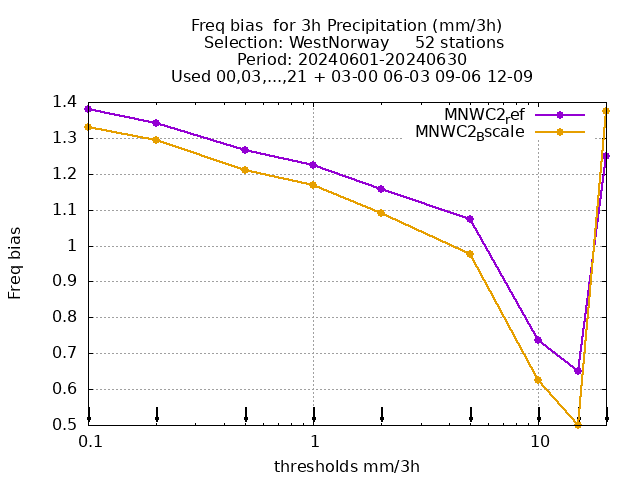 Freq bias  for 3h Precipitation (mm/3h)
Selection: WestNorway     52 stations
Period: 20240601-20240630
Used 00,03,...,21 + 03-00 06-03 09-06 12-09
1.4
MNWC2ref
1.3
MNWC2Bscale
1.2
1.1
1
0.9
0.8
0.7
0.6
0.5
Freq bias
0.1 1 10
thresholds mm/3h